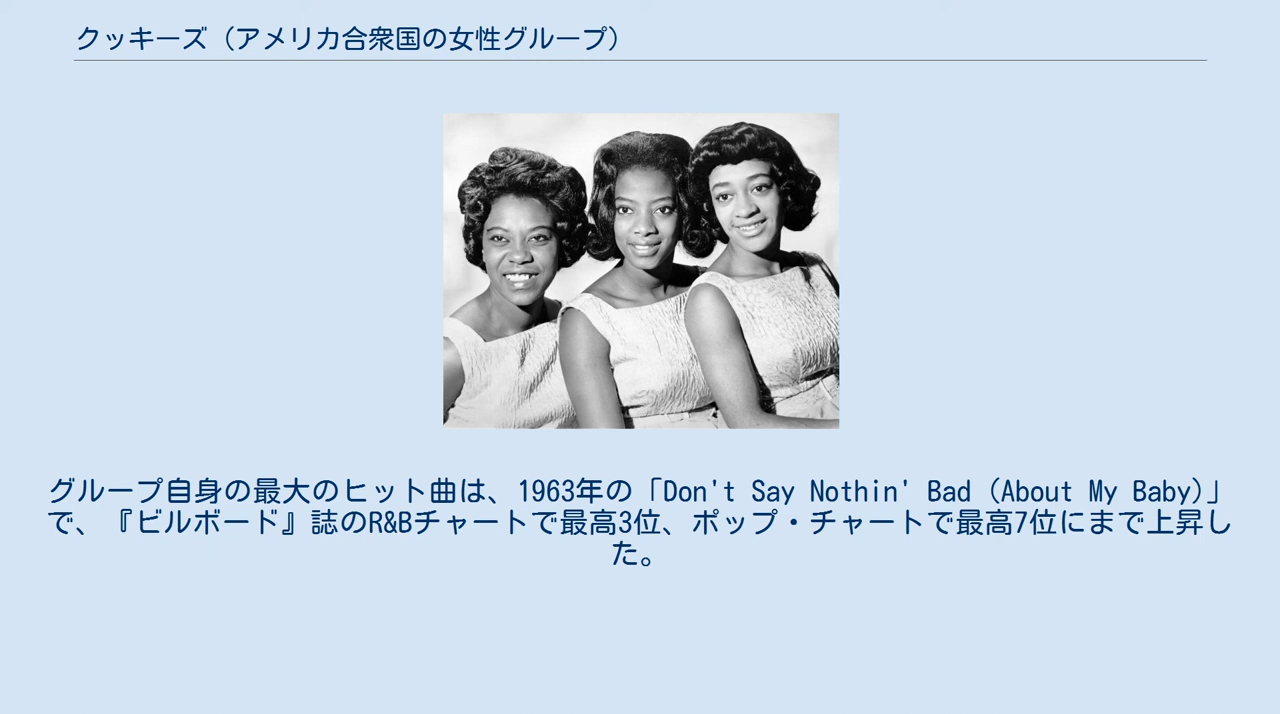 クッキーズ（アメリカ合衆国の女性グループ）
グループ自身の最大のヒット曲は、1963年の「Don't Say Nothin' Bad (About My Baby)」
で、『ビルボード』誌のR&Bチャートで最高3位、ポップ・チャートで最高7位にまで上昇し
た。